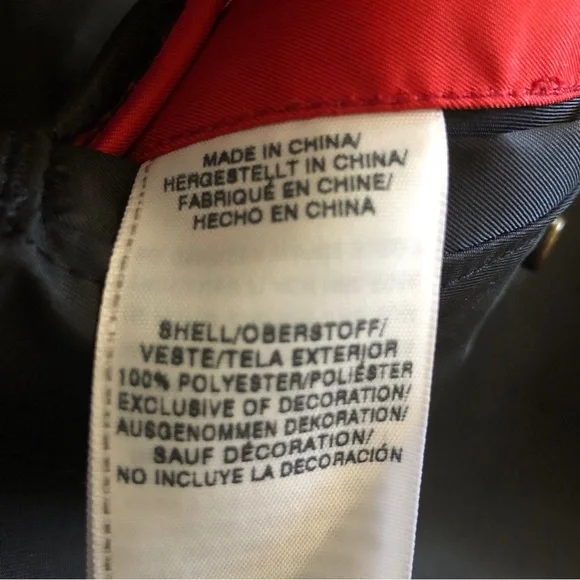 MADE IN CHINA/
HERGESTELLT IN CHINA/
FABRIQUÉ EN CHINE/
HECHO EN CHINA
SHELL/OBERSTOFF/
VESTE/TELA EXTERIOR
100% POLYESTER/POLIÉSTER
EXCLUSIVE OF DECORATION/
AUSGENOMMEN DEKORATION/
SAUF DÉCORATION/
NO INCLUYE LA DECORACIÓN